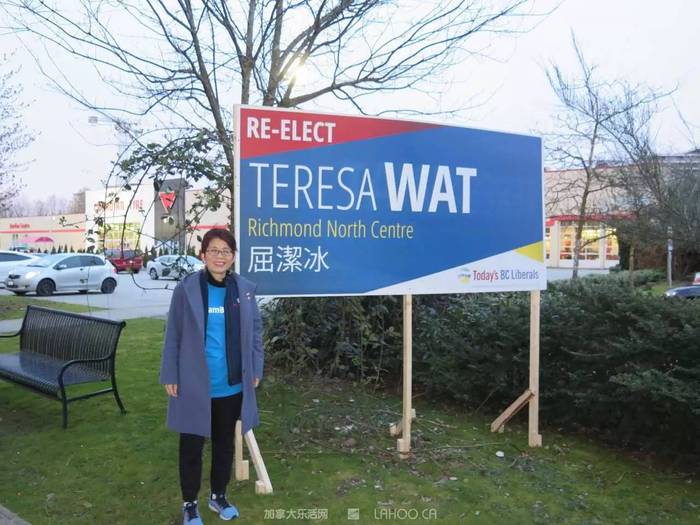 RE-ELECT
TERESA WAT
Richmond North Centre
屈潔冰
Today's BC Liberals
加拿大乐活网 LAHOO.CA